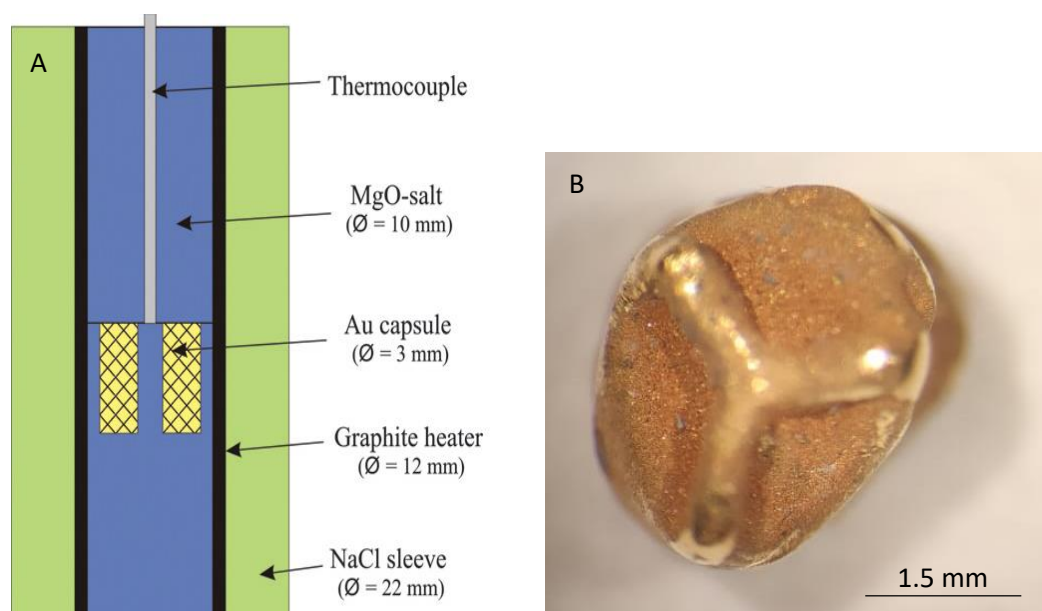 A
Thermocouple
MgO-salt
(Ø = 10 mm)
Au capsule
(Ø = 3 mm)
Graphite heater
(Ø = 12 mm)
NaCl sleeve
(Ø = 22 mm)
B
1.5 mm